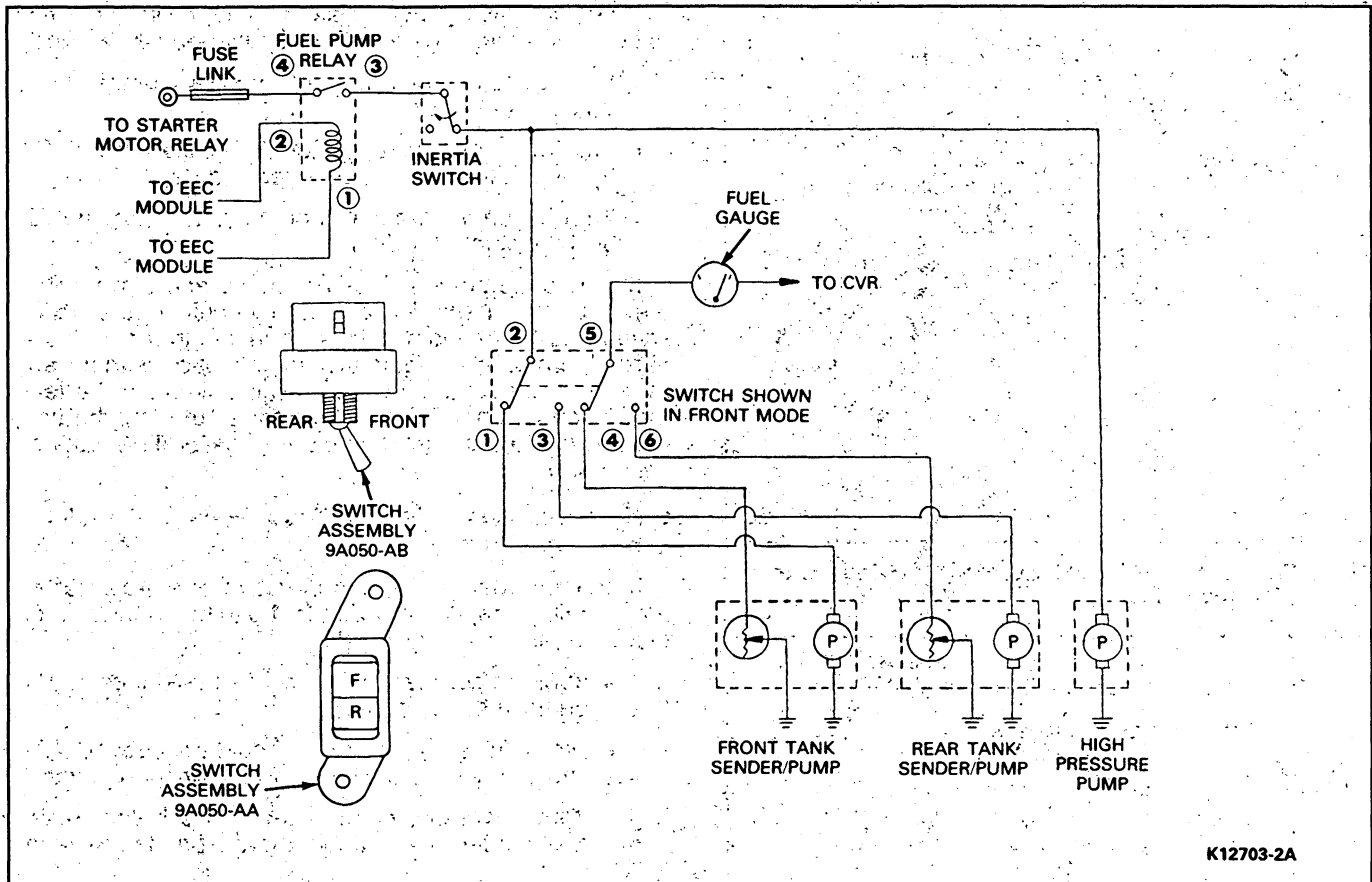 FUSE
LINK
FUEL PUMP
RELAY
④
③
TO STARTER
MOTOR RELAY
②
INERTIA
SWITCH
TO EEC
MODULE
①
TO EEC
MODULE
FUEL
GAUGE
TO CVR
②
⑤
SWITCH SHOWN
IN FRONT MODE
①
③
④
⑥
REAR
FRONT
SWITCH
ASSEMBLY
9A050-AB
F
R
SWITCH
ASSEMBLY
9A050-AA
P
P
P
FRONT TANK
SENDER/PUMP
REAR TANK
SENDER/PUMP
HIGH
PRESSURE
PUMP
K12703-2A